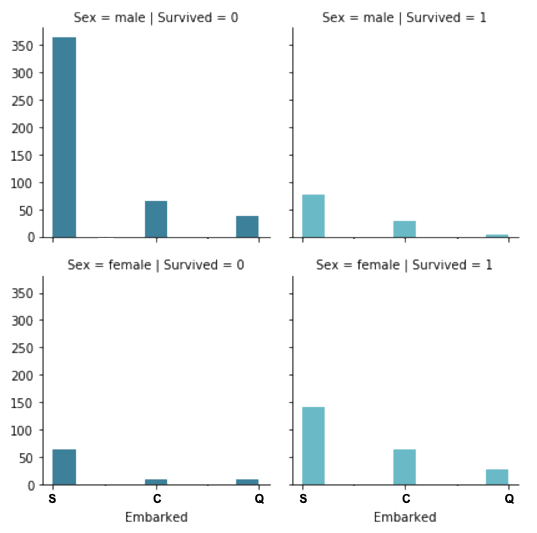 Sex = male | Survived = 0
Sex = male | Survived = 1
350
300
250
200
150
100
50
0
Sex = female | Survived = 0
Sex = female | Survived = 1
350
300
250
200
150
100
50
0
S C Q
S C Q
Embarked
Embarked